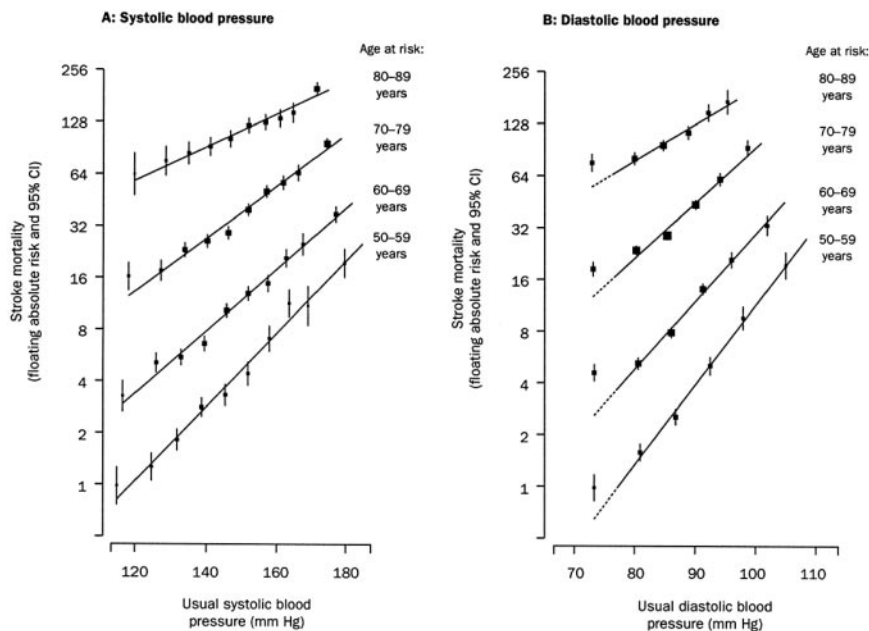 A: Systolic blood pressure
Age at risk:
80–89
years
70–79
years
60–69
years
50–59
years
256
128
64
32
16
8
4
2
1
Stroke mortality
(floating absolute risk and 95% CI)
120
140
160
180
Usual systolic blood
pressure (mm Hg)
B: Diastolic blood pressure
Age at risk:
80–89
years
70–79
years
60–69
years
50–59
years
256
128
64
32
16
8
4
2
1
Stroke mortality
(floating absolute risk and 95% CI)
70
80
90
100
110
Usual diastolic blood
pressure (mm Hg)